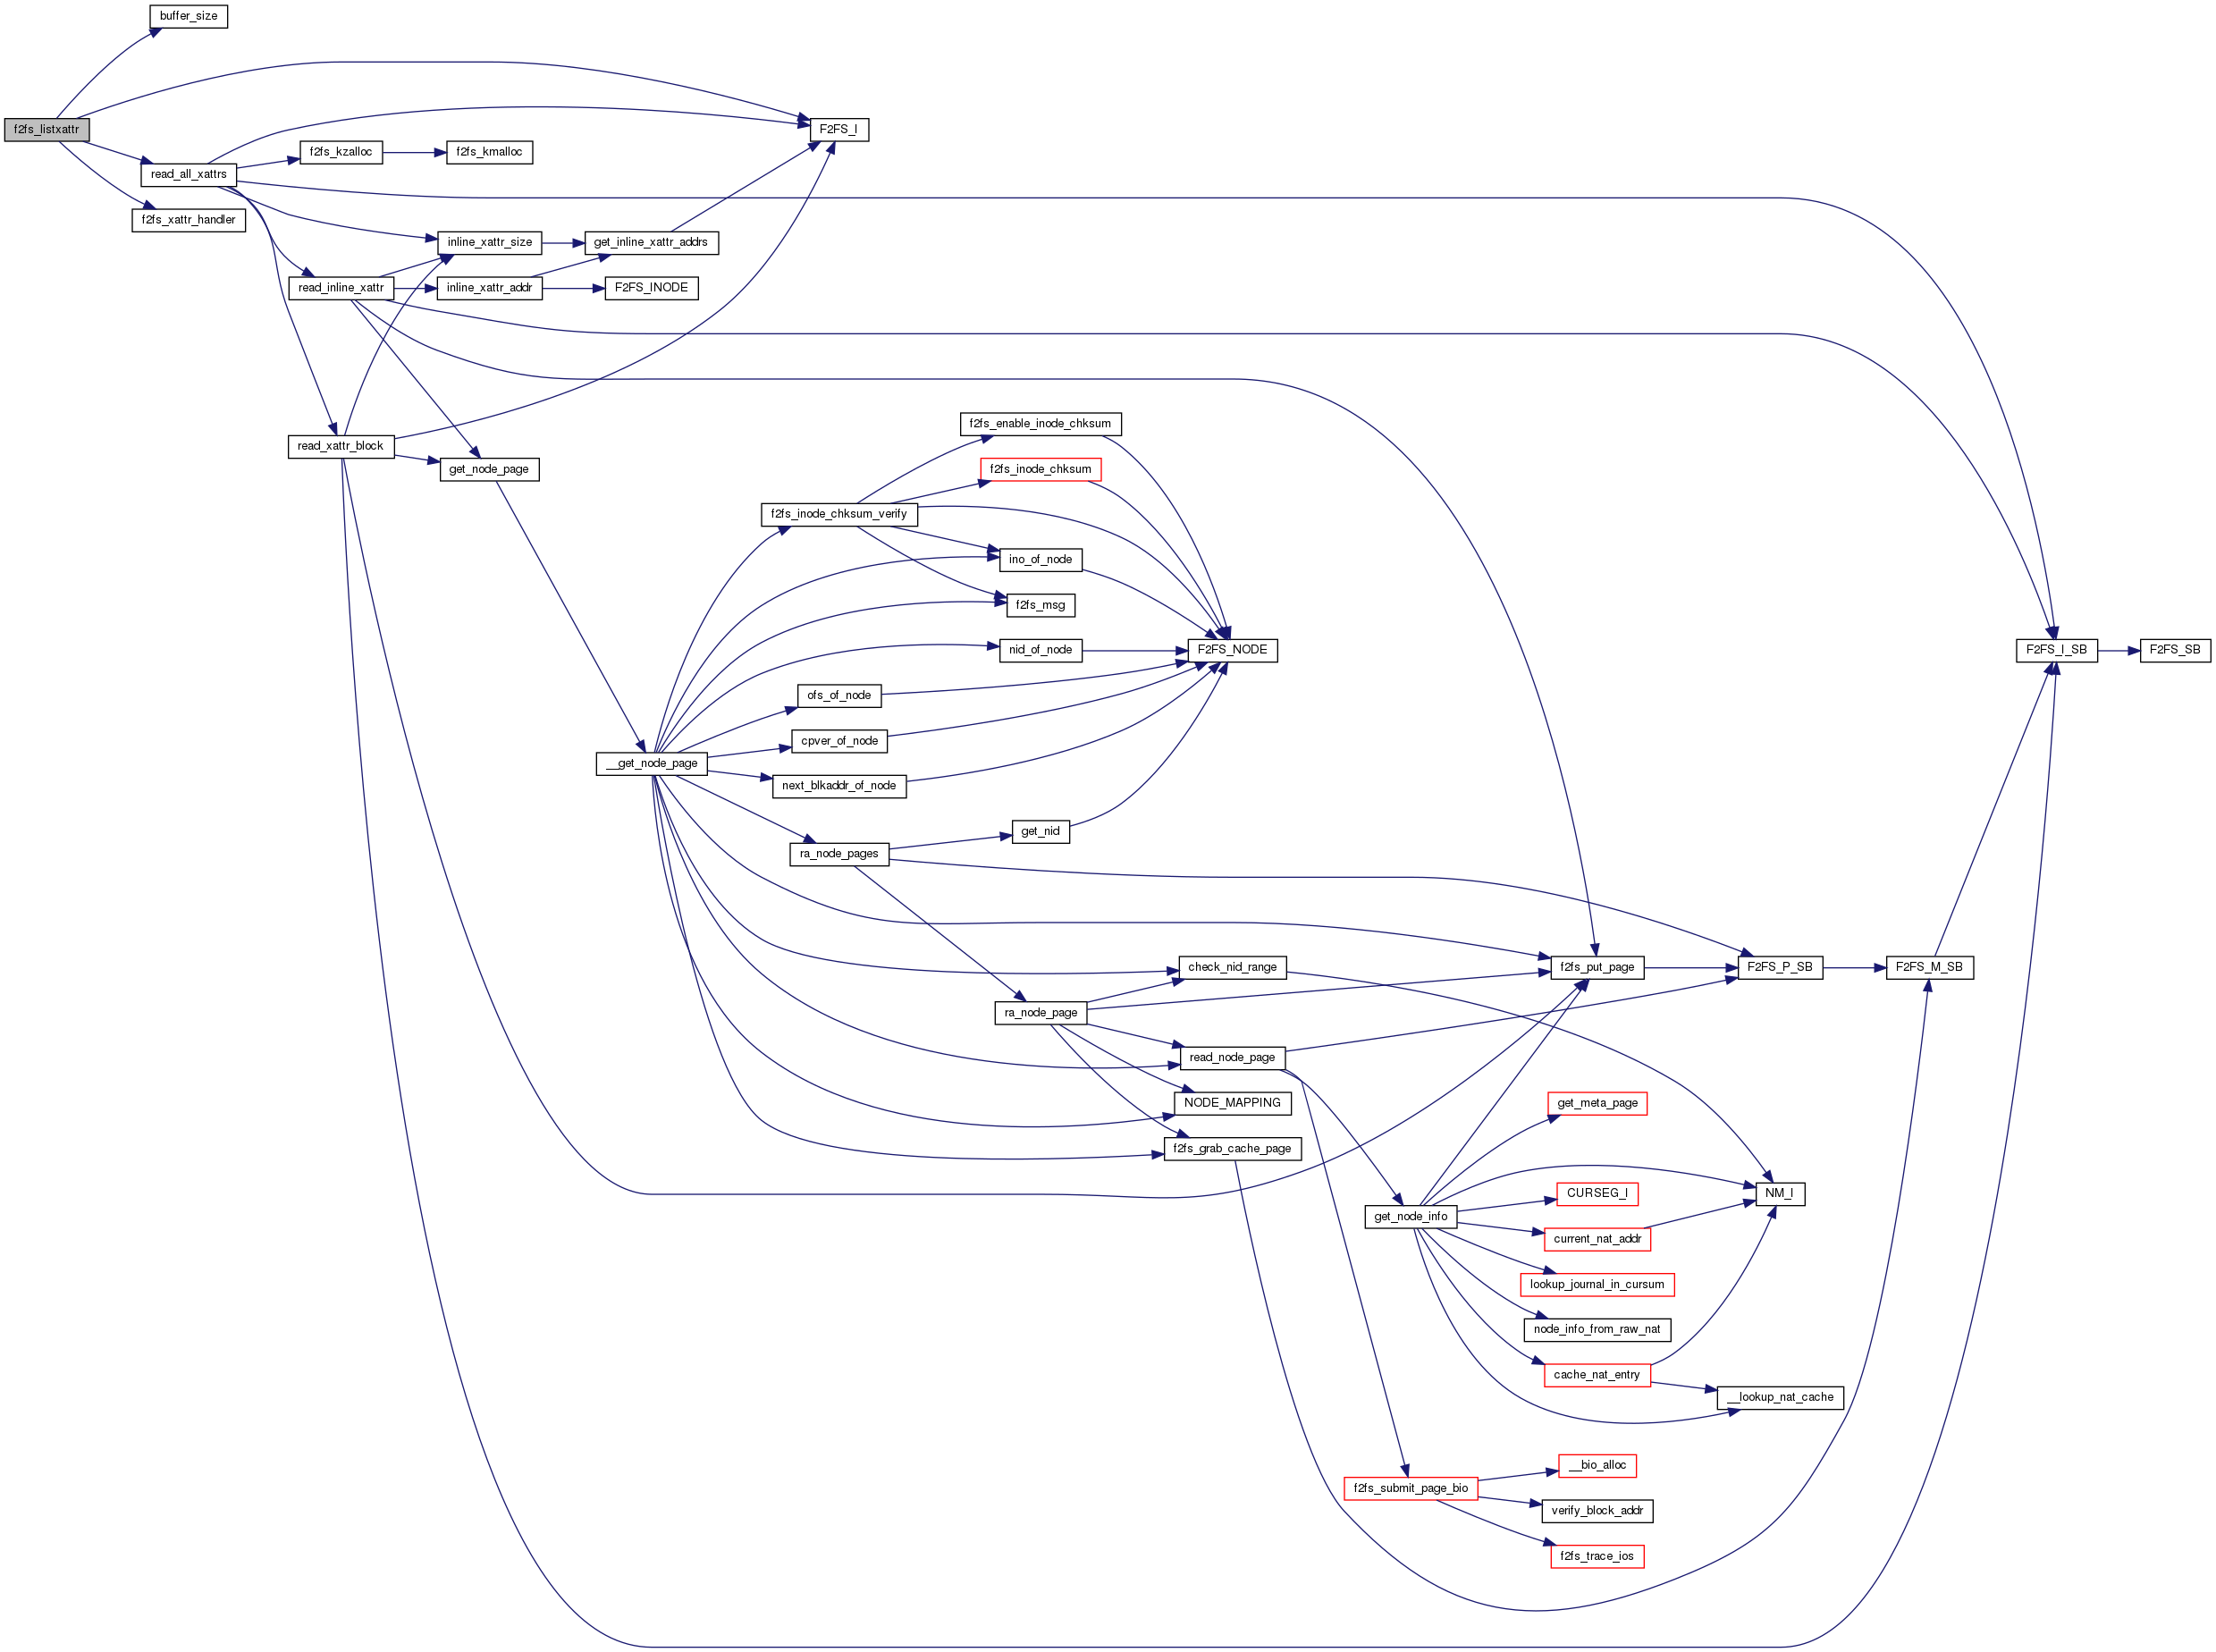 buffer_size
f2fs_listxattr
F2FS_I
f2fs_kzalloc
f2fs_kmalloc
read_all_xattrs
f2fs_xattr_handler
inline_xattr_size
get_inline_xattr_addrs
read_inline_xattr
inline_xattr_addr
F2FS_INODE
f2fs_enable_inode_chksum
read_xattr_block
get_node_page
f2fs_inode_chksum
f2fs_inode_chksum_verify
ino_of_node
f2fs_msg
nid_of_node
F2FS_NODE
F2FS_I_SB
F2FS_SB
ofs_of_node
cpver_of_node
__get_node_page
next_blkaddr_of_node
get_nid
ra_node_pages
check_nid_range
f2fs_put_page
F2FS_P_SB
F2FS_M_SB
ra_node_page
read_node_page
NODE_MAPPING
get_meta_page
f2fs_grab_cache_page
CURSEG_I
NM_I
get_node_info
current_nat_addr
lookup_journal_in_cursum
node_info_from_raw_nat
cache_nat_entry
__lookup_nat_cache
__bio_alloc
f2fs_submit_page_bio
verify_block_addr
f2fs_trace_ios